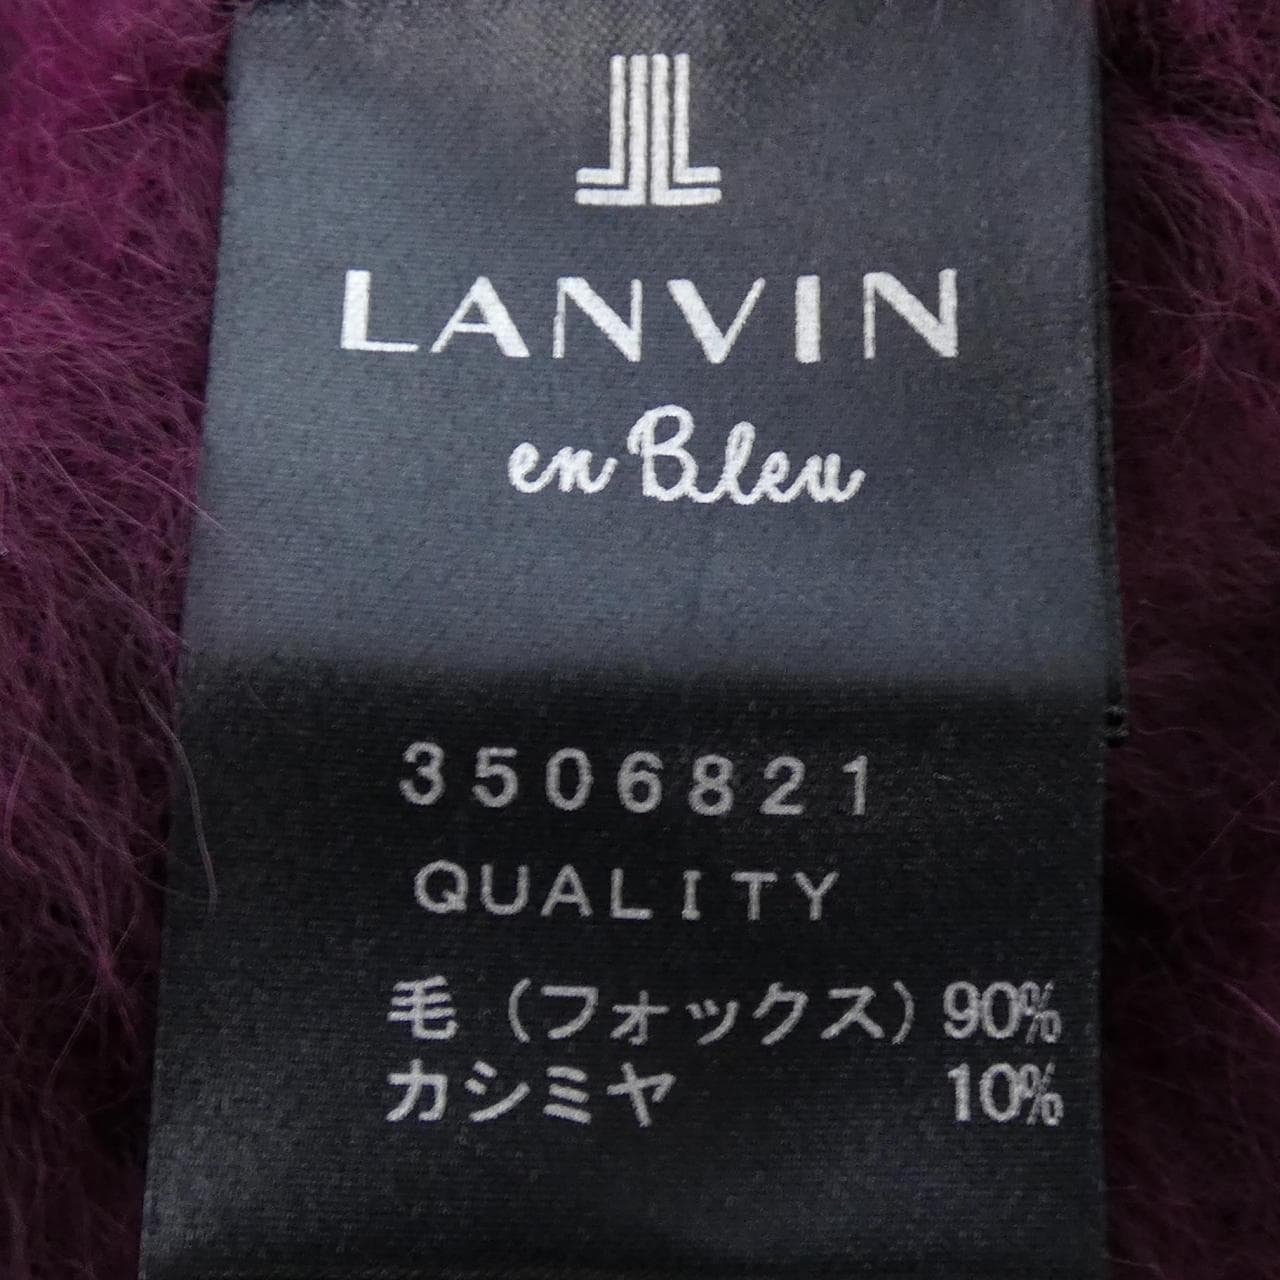 LANVIN
en Bleu
3506821
QUALITY
毛（フォックス）90%
カシミヤ 10%